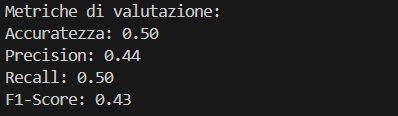 Metriche di valutazione:
Accuratezza: 0.50
Precision: 0.44
Recall: 0.50
F1-Score: 0.43